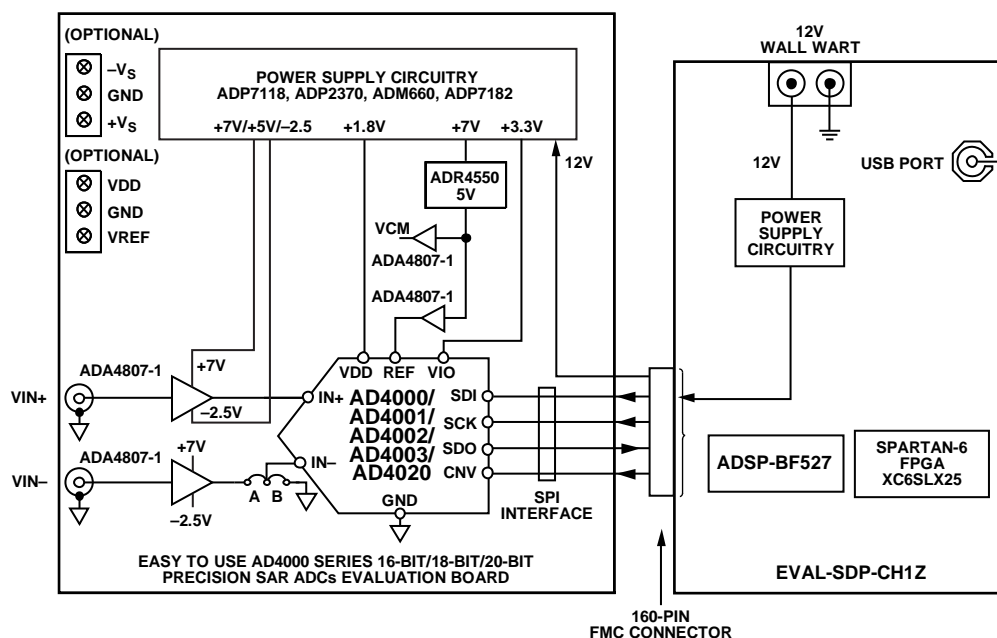 (OPTIONAL)
–VS
GND
+VS
(OPTIONAL)
VDD
GND
VREF
POWER SUPPLY CIRCUITRY
ADP7118, ADP2370, ADM660, ADP7182
+7V/+5V/–2.5
+1.8V
+7V
+3.3V
12V
ADR4550
5V
VCM
ADA4807-1
ADA4807-1
VDD
REF
VIO
ADA4807-1
+7V
–2.5V
VIN+
IN+
AD4000/
AD4001/
AD4002/
AD4003/
AD4020
SDI
SCK
SDO
CNV
ADA4807-1
+7V
IN–
VIN–
A
B
–2.5V
GND
SPI
INTERFACE
EASY TO USE AD4000 SERIES 16-BIT/18-BIT/20-BIT
PRECISION SAR ADCs EVALUATION BOARD
12V
WALL WART
12V
USB PORT
POWER
SUPPLY
CIRCUITRY
ADSP-BF527
SPARTAN-6
FPGA
XC6SLX25
EVAL-SDP-CH1Z
160-PIN
FMC CONNECTOR